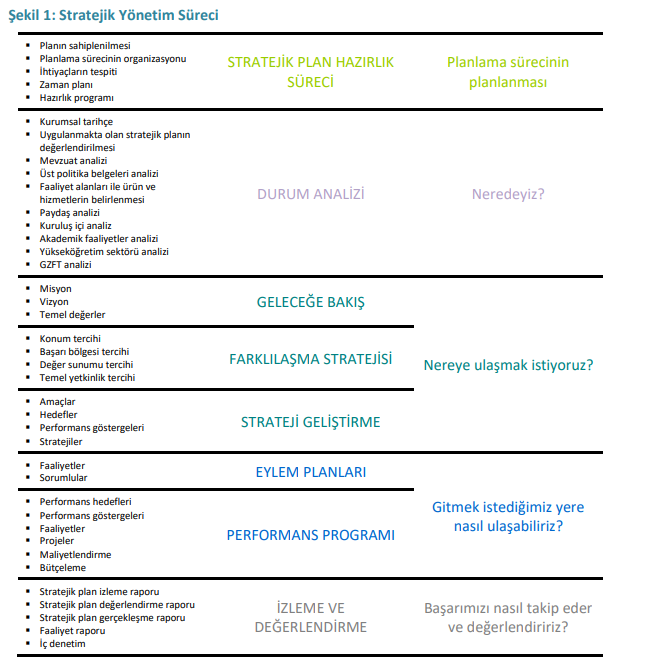 Şekil 1: Stratejik Yönetim Süreci
▪ Planın sahiplenilmesi
▪ Planlama sürecinin organizasyonu
▪ İhtiyaçların tespiti
▪ Zaman planı
▪ Hazırlık programı
STRATEJİK PLAN HAZIRLIK
SÜRECİ
Planlama sürecinin
planlanması
▪ Kurumsal tarihçe
▪ Uygulanmakta olan stratejik planın
değerlendirilmesi
▪ Mevzuat analizi
▪ Üst politika belgeleri analizi
▪ Faaliyet alanları ile ürün ve
hizmetlerin belirlenmesi
▪ Paydaş analizi
▪ Kuruluş içi analiz
▪ Akademik faaliyetler analizi
▪ Yükseköğretim sektörü analizi
▪ GZFT analizi
DURUM ANALİZİ
Neredeyiz?
▪ Misyon
▪ Vizyon
▪ Temel değerler
GELECEĞE BAKIŞ
▪ Konum tercihi
▪ Başarı bölgesi tercihi
▪ Değer sunumu tercihi
▪ Temel yetkinlik tercihi
FARKLILAŞMA STRATEJİSİ
Nereye ulaşmak istiyoruz?
▪ Amaçlar
▪ Hedefler
▪ Performans göstergeleri
▪ Stratejiler
STRATEJİ GELİŞTİRME
▪ Faaliyetler
▪ Sorumlular
EYLEM PLANLARI
▪ Performans hedefleri
▪ Performans göstergeleri
▪ Faaliyetler
▪ Projeler
▪ Maliyetlendirme
▪ Bütçeleme
PERFORMANS PROGRAMI
Gitmek istediğimiz yere
nasıl ulaşabiliriz?
▪ Stratejik plan izleme raporu
▪ Stratejik plan değerlendirme raporu
▪ Stratejik plan gerçekleşme raporu
▪ Faaliyet raporu
▪ İç denetim
İZLEME VE
DEĞERLENDİRME
Başarımızı nasıl takip eder
ve değerlendiririz?